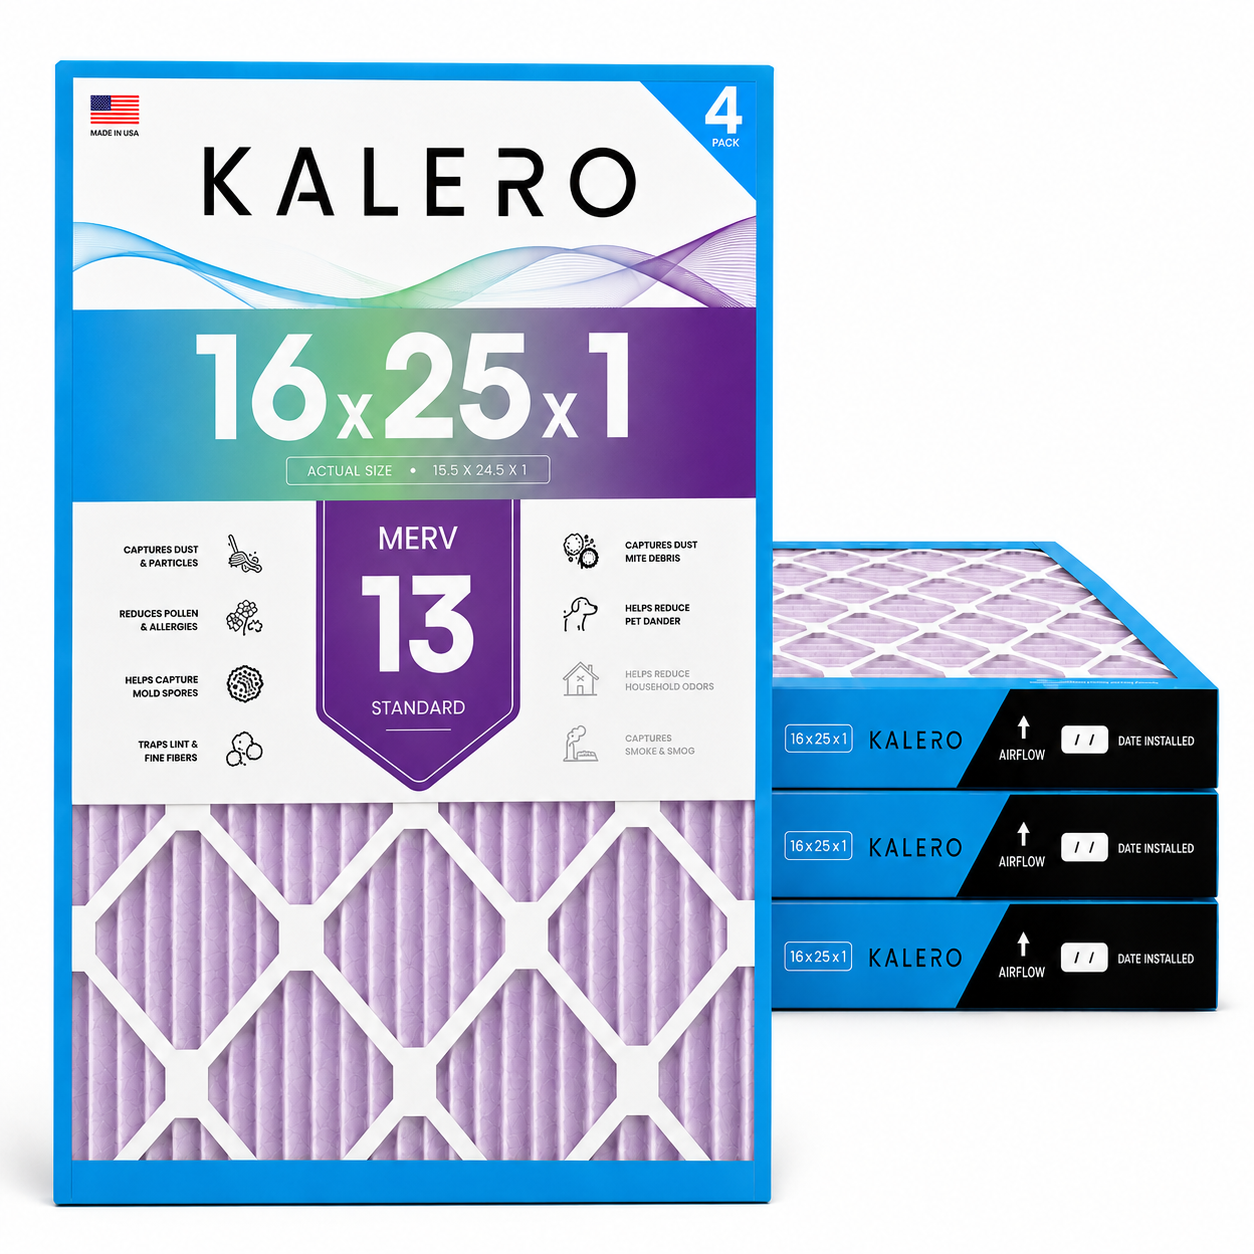 MADE IN USA
4
PACK
KALERO
16x25x1
ACTUAL SIZE • 15.5 X 24.5 X 1
MERV
13
STANDARD
CAPTURES DUST
& PARTICLES
REDUCES POLLEN
& ALLERGIES
HELPS CAPTURE
MOLD SPORES
TRAPS LINT &
FINE FIBERS
CAPTURES DUST
MITE DEBRIS
HELPS REDUCE
PET DANDER
HELPS REDUCE
HOUSEHOLD ODORS
CAPTURES
SMOKE & SMOG
16x25x1 KALERO AIRFLOW / / DATE INSTALLED
16x25x1 KALERO AIRFLOW / / DATE INSTALLED
16x25x1 KALERO AIRFLOW / / DATE INSTALLED